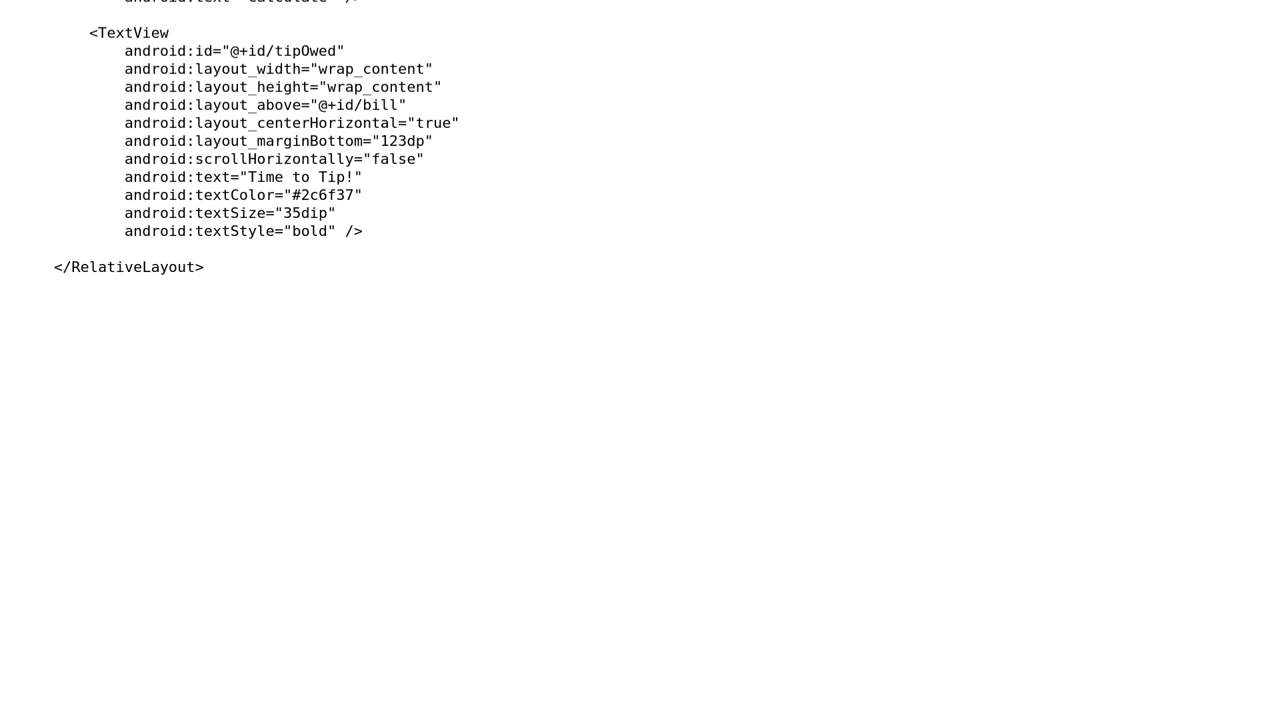 <TextView
        android:id="@+id/tipOwed"
        android:layout_width="wrap_content"
        android:layout_height="wrap_content"
        android:layout_above="@+id/bill"
        android:layout_centerHorizontal="true"
        android:layout_marginBottom="123dp"
        android:scrollHorizontally="false"
        android:text="Time to Tip!"
        android:textColor="#2c6f37"
        android:textSize="35dip"
        android:textStyle="bold" />

</RelativeLayout>